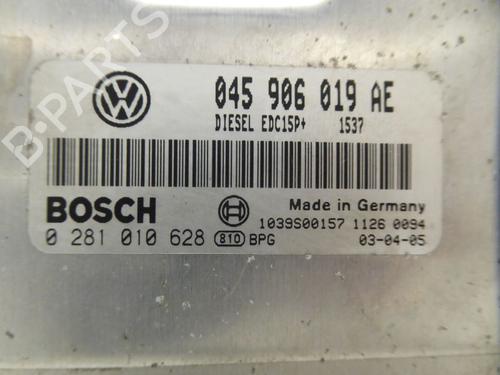 B-PARTS
045 906 019 AE
DIESEL EDC15P+ 1537
BOSCH
Made in Germany
1039S00157 1126 0094
0 281 010 628 810 BPG 03-04-05